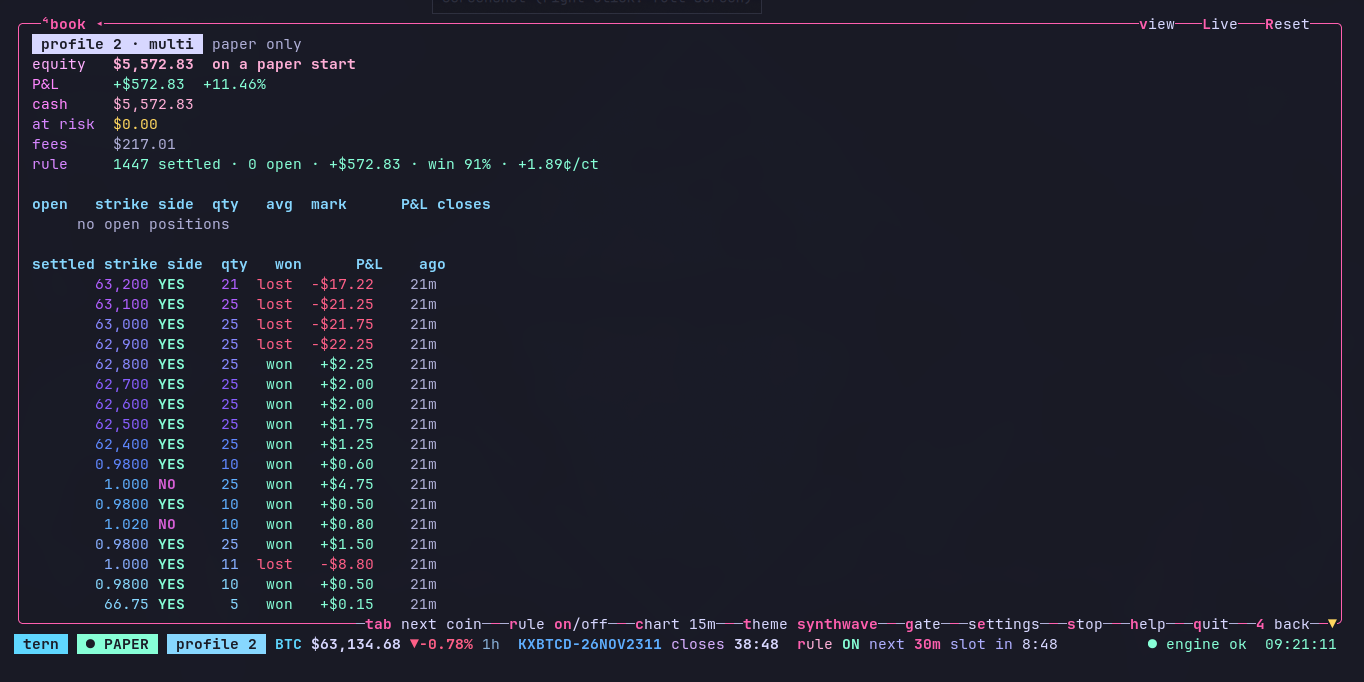 ⁴book ◂ view Live Reset
profile 2 · multi paper only
equity $5,572.83 on a paper start
P&L +$572.83 +11.46%
cash $5,572.83
at risk $0.00
fees $217.01
rule 1447 settled · 0 open · +$572.83 · win 91% · +1.89¢/ct
open strike side qty avg mark P&L closes
no open positions
settled strike side qty won P&L ago
63,200 YES 21 lost -$17.22 21m
63,100 YES 25 lost -$21.25 21m
63,000 YES 25 lost -$21.75 21m
62,900 YES 25 lost -$22.25 21m
62,800 YES 25 won +$2.25 21m
62,700 YES 25 won +$2.00 21m
62,600 YES 25 won +$2.00 21m
62,500 YES 25 won +$1.75 21m
62,400 YES 25 won +$1.25 21m
0.9800 YES 10 won +$0.60 21m
1.000 NO 25 won +$4.75 21m
0.9800 YES 10 won +$0.50 21m
1.020 NO 10 won +$0.80 21m
0.9800 YES 25 won +$1.50 21m
1.000 YES 11 lost -$8.80 21m
0.9800 YES 10 won +$0.50 21m
66.75 YES 5 won +$0.15 21m
tab next coin rule on/off chart 15m theme synthwave gate settings stop help quit 4 back ▼
tern ● PAPER profile 2 BTC $63,134.68 ▼-0.78% 1h KXBTCD-26NOV2311 closes 38:48 rule ON next 30m slot in 8:48 ● engine ok 09:21:11